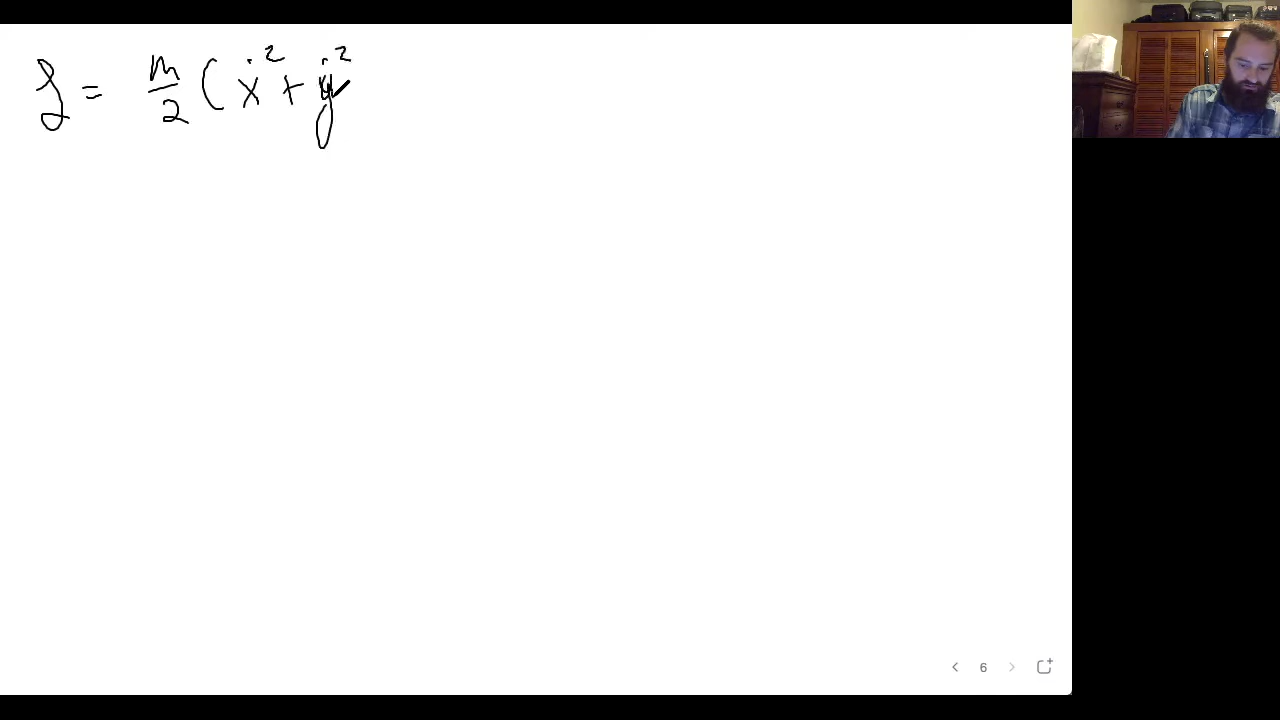 ℒ = m/2 (ẋ² + ẏ²
6